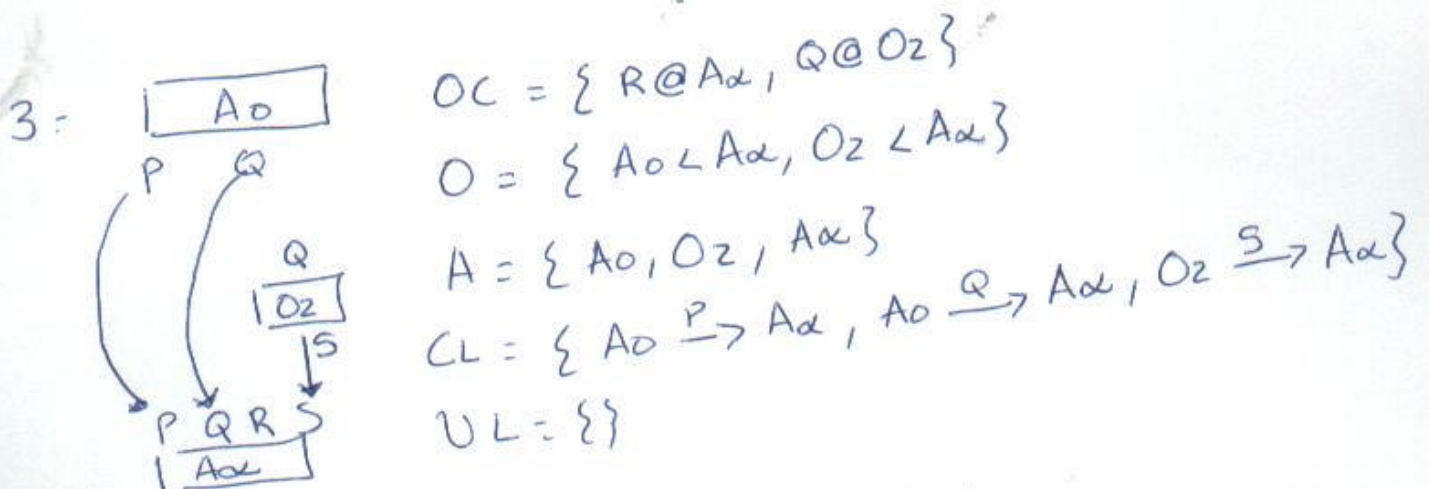 3:
A0
P Q
Q
O2
S
P Q R S
Aα
OC = { R@Aα, Q@O2}
O = { A0 < Aα, O2 < Aα}
A = { A0, O2, Aα}
CL = { A0 P→ Aα, A0 Q→ Aα, O2 S→ Aα}
UL = {}